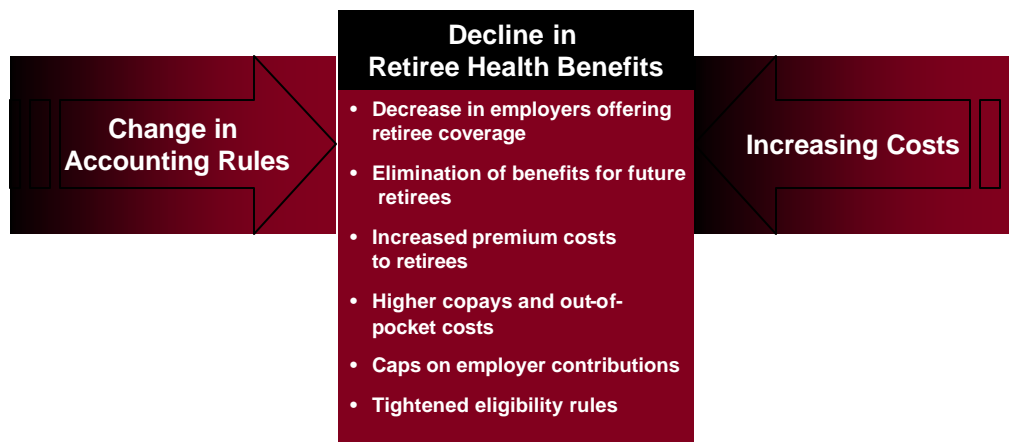 Decline in
Retiree Health Benefits
Change in
Accounting Rules
• Decrease in employers offering
retiree coverage
• Elimination of benefits for future
retirees
• Increased premium costs
to retirees
• Higher copays and out-of-
pocket costs
• Caps on employer contributions
• Tightened eligibility rules
Increasing Costs